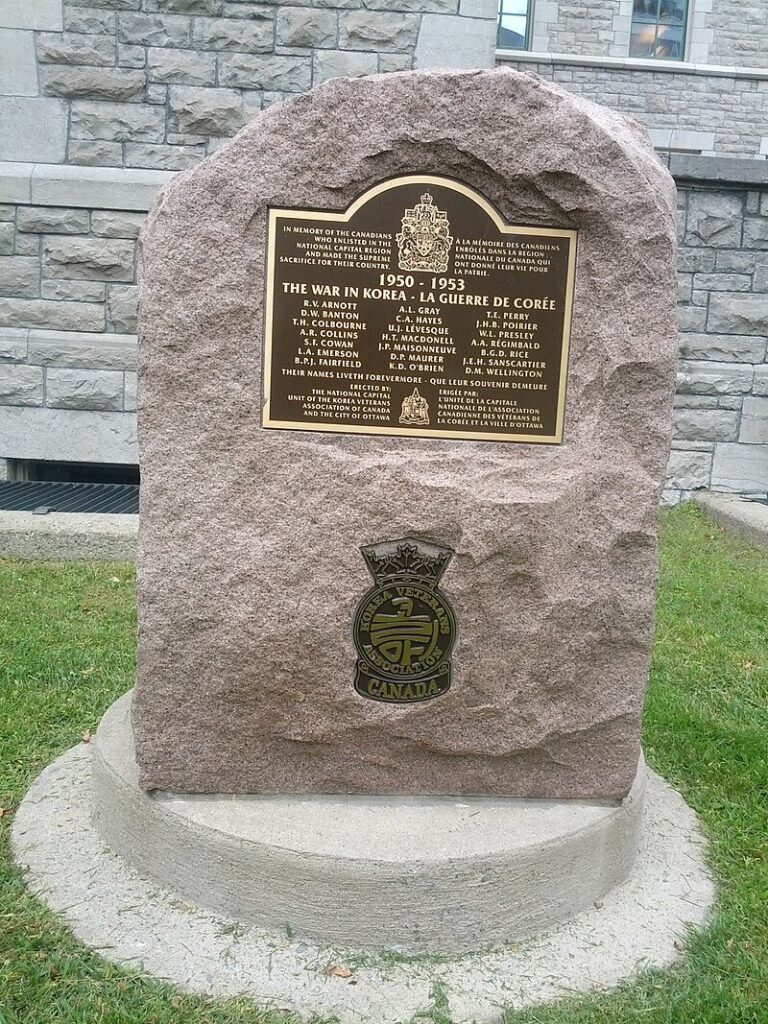 IN MEMORY OF THE CANADIANS
WHO ENLISTED IN THE
NATIONAL CAPITAL REGION
AND MADE THE SUPREME
SACRIFICE FOR THEIR COUNTRY.
A LA MÉMOIRE DES CANADIENS
ENRÔLÉS DANS LA RÉGION
NATIONALE DU CANADA QUI
ONT DONNÉ LEUR VIE POUR
LA PATRIE.
1950 - 1953
THE WAR IN KOREA - LA GUERRE DE CORÉE
R.V. ARNOTT
D.W. BANTON
T.H. COLBOURNE
A.R. COLLINS
S.F. COWAN
L.A. EMERSON
B.P.J. FAIRFIELD
A.L. GRAY
C.A. HAYES
U.J. LÉVESQUE
H.T. MACDONELL
J.P. MAISONNEUVE
D.P. MAURER
K.D. O'BRIEN
T.E. PERRY
J.H.B. POIRIER
W.L. PRESLEY
A.A. RÉGIMBALD
B.G.D. RICE
J.E.H. SANSCARTIER
D.M. WELLINGTON
THEIR NAMES LIVETH FOREVERMORE - QUE LEUR SOUVENIR DEMEURE
ERECTED BY:
THE NATIONAL CAPITAL
UNIT OF THE KOREA VETERANS
ASSOCIATION OF CANADA
AND THE CITY OF OTTAWA
ERIGÉE PAR:
L'UNITÉ DE LA CAPITALE
NATIONALE DE L'ASSOCIATION
CANADIENNE DES VÉTÉRANS DE
LA CORÉE ET LA VILLE D'OTTAWA
KOREA VETERANS
ASSOCIATION
CANADA